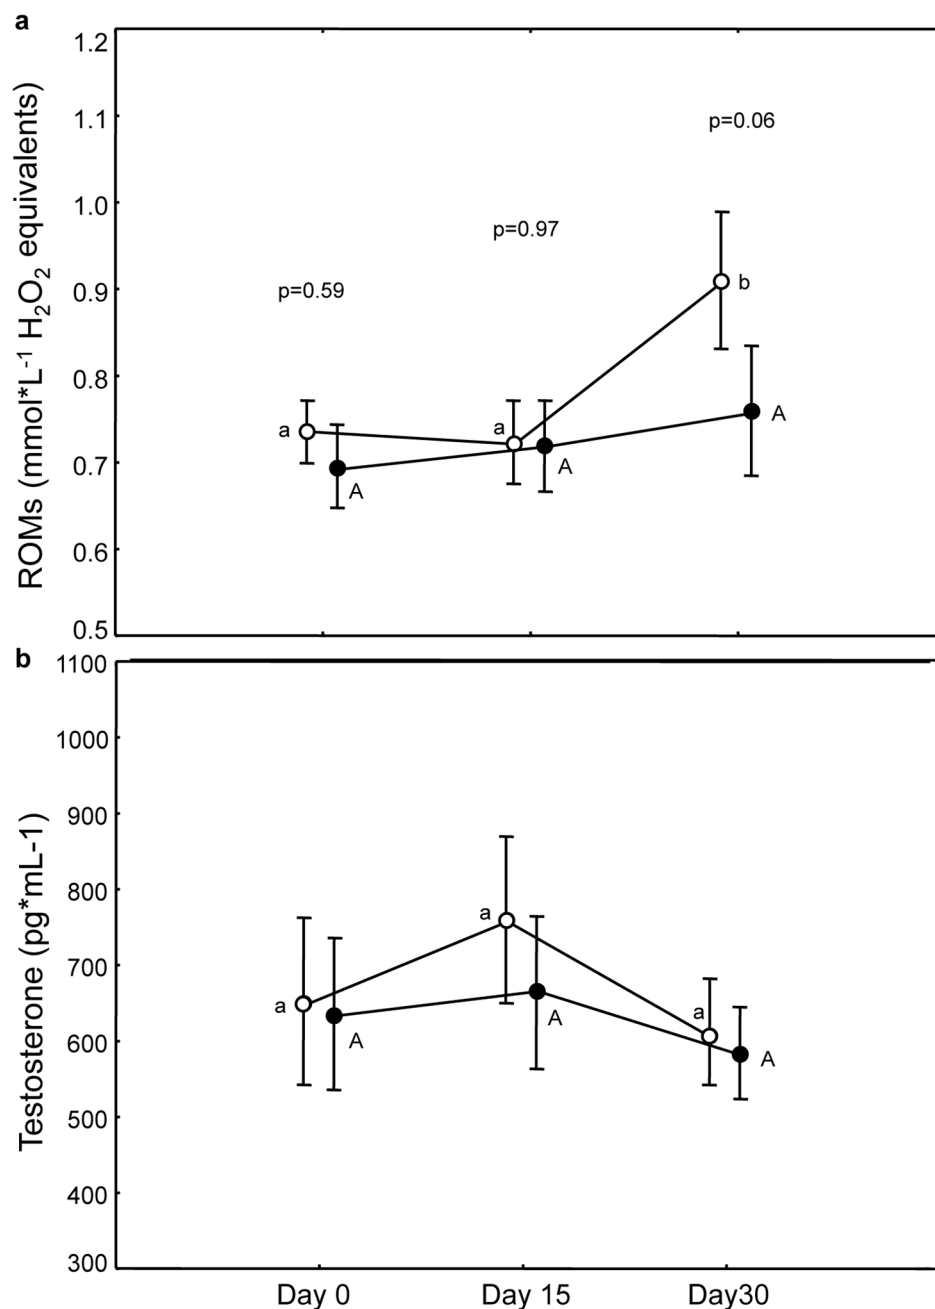 a
ROMs (mmol*L⁻¹ H₂O₂ equivalents)
1.2
1.1
1.0
0.9
0.8
0.7
0.6
0.5
p=0.06
p=0.97
p=0.59
b
a
a
A
A
A
b
Testosterone (pg*mL-1)
1100
1000
900
800
700
600
500
400
300
a
a
a
A
A
A
Day 0
Day 15
Day30